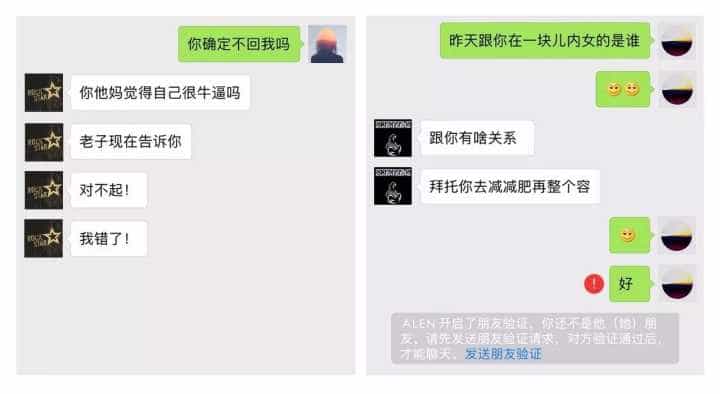 你确定不回我吗
你他妈觉得自己很牛逼吗
老子现在告诉你
对不起！
我错了！
昨天跟你在一块儿内女的是谁
跟你有啥关系
拜托你去减减肥再整个容
好
ALEN 开启了朋友验证，你还不是他（她）朋
友。请先发送朋友验证请求，对方验证通过后，
才能聊天。发送朋友验证